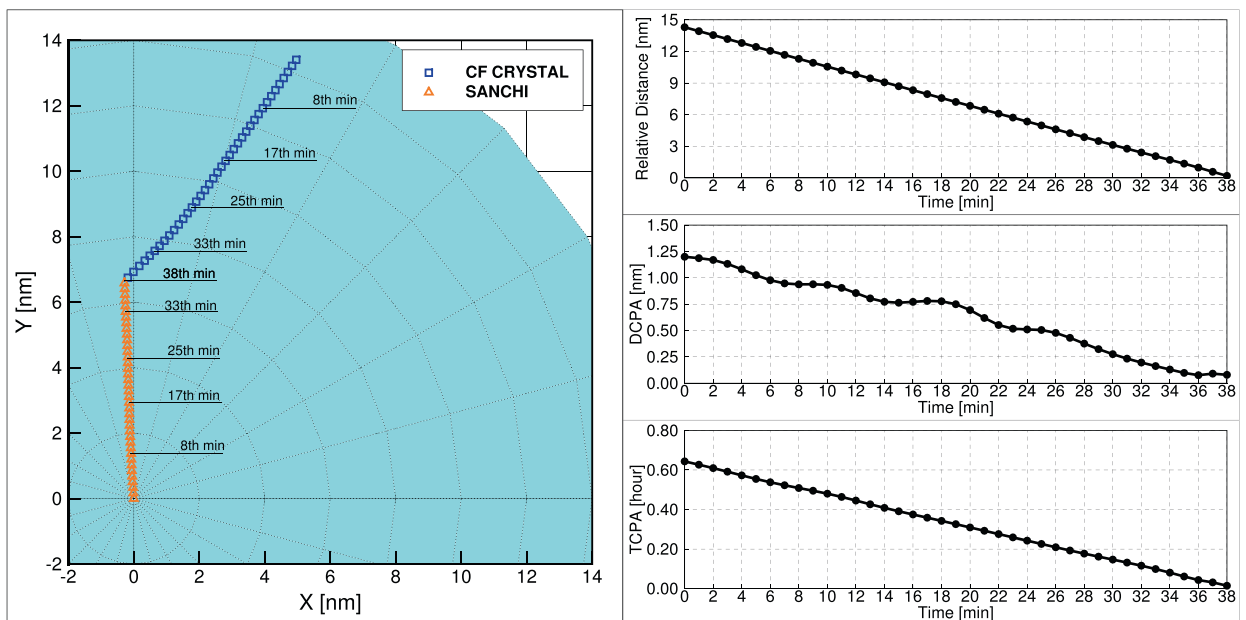 14
12
10
8
6
4
2
0
-2
Y [nm]
-2
0
2
4
6
8
10
12
14
X [nm]
CF CRYSTAL
SANCHI
8th min
17th min
25th min
33th min
38th min
33th min
25th min
17th min
8th min
15
12
9
6
3
0
Relative Distance [nm]
0 2 4 6 8 10 12 14 16 18 20 22 24 26 28 30 32 34 36 38
Time [min]
1.50
1.25
1.00
0.75
0.50
0.25
0.00
DCPA [nm]
0 2 4 6 8 10 12 14 16 18 20 22 24 26 28 30 32 34 36 38
Time [min]
0.80
0.60
0.40
0.20
0.00
TCPA [hour]
0 2 4 6 8 10 12 14 16 18 20 22 24 26 28 30 32 34 36 38
Time [min]